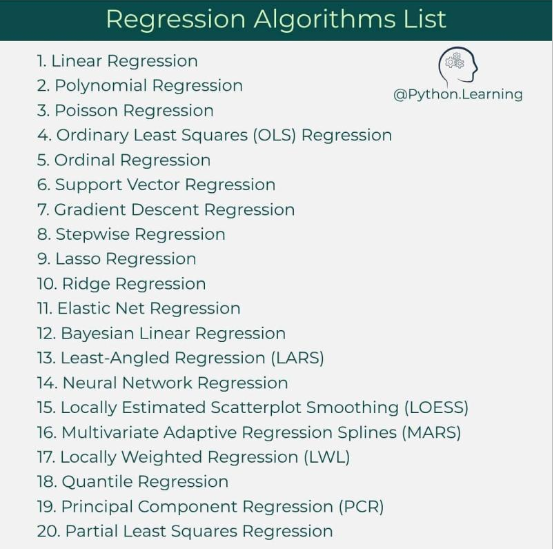 Regression Algorithms List
@Python.Learning
1. Linear Regression
2. Polynomial Regression
3. Poisson Regression
4. Ordinary Least Squares (OLS) Regression
5. Ordinal Regression
6. Support Vector Regression
7. Gradient Descent Regression
8. Stepwise Regression
9. Lasso Regression
10. Ridge Regression
11. Elastic Net Regression
12. Bayesian Linear Regression
13. Least-Angled Regression (LARS)
14. Neural Network Regression
15. Locally Estimated Scatterplot Smoothing (LOESS)
16. Multivariate Adaptive Regression Splines (MARS)
17. Locally Weighted Regression (LWL)
18. Quantile Regression
19. Principal Component Regression (PCR)
20. Partial Least Squares Regression